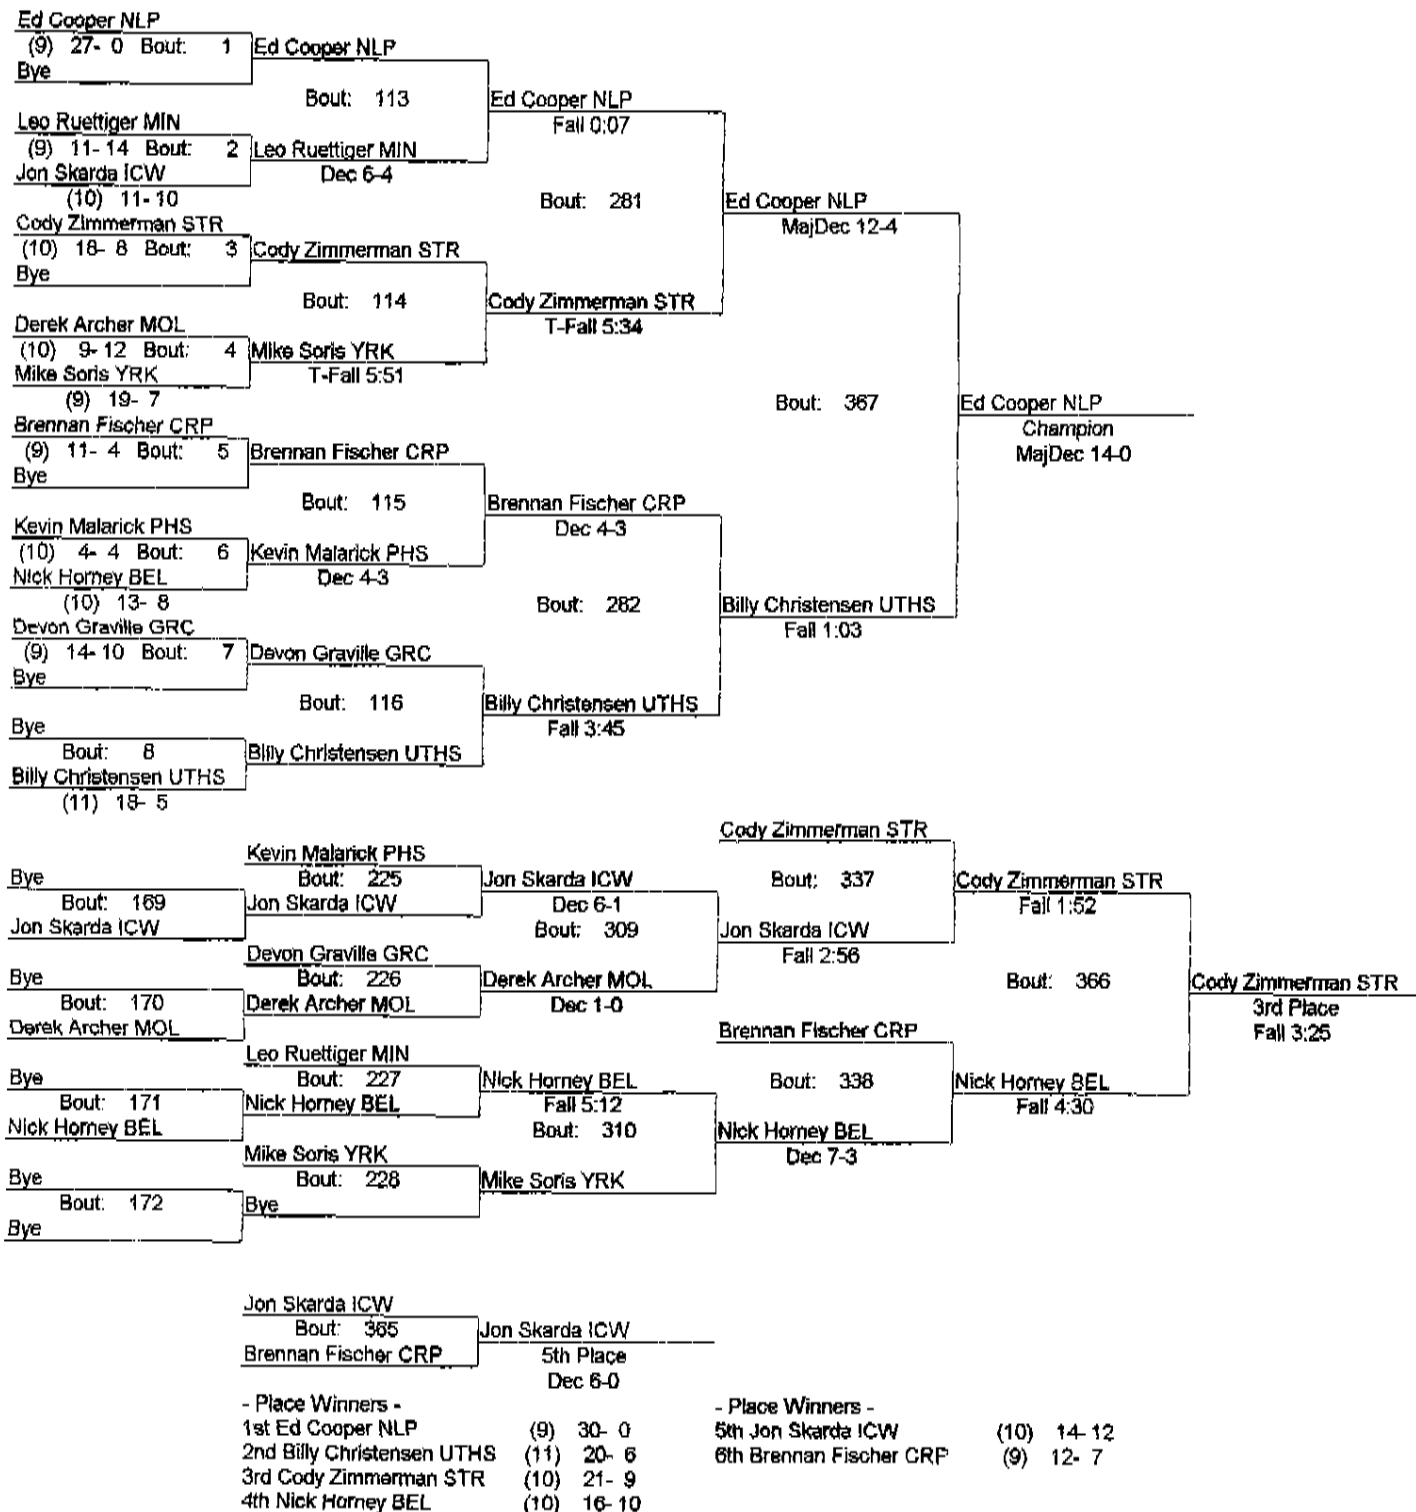 Ed Cooper NLP
(9) 27- 0 Bout: 1 Ed Cooper NLP
Bye
Bout: 113 Ed Cooper NLP
Fall 0:07
Leo Ruettiger MIN
(9) 11- 14 Bout: 2 Leo Ruettiger MIN
Jon Skarda ICW Dec 6-4
(10) 11- 10
Bout: 281 Ed Cooper NLP
MajDec 12-4
Cody Zimmerman STR
(10) 18- 8 Bout: 3 Cody Zimmerman STR
Bye
Bout: 114 Cody Zimmerman STR
T-Fall 5:34
Derek Archer MOL
(10) 9- 12 Bout: 4 Mike Soris YRK
Mike Soris YRK T-Fall 5:51
(9) 19- 7
Bout: 367 Ed Cooper NLP
Champion
MajDec 14-0
Brennan Fischer CRP
(9) 11- 4 Bout: 5 Brennan Fischer CRP
Bye
Bout: 115 Brennan Fischer CRP
Dec 4-3
Kevin Malarick PHS
(10) 4- 4 Bout: 6 Kevin Malarick PHS
Nick Horney BEL Dec 4-3
(10) 13- 8
Bout: 282 Billy Christensen UTHS
Fall 1:03
Devon Graville GRC
(9) 14- 10 Bout: 7 Devon Graville GRC
Bye
Bout: 116 Billy Christensen UTHS
Fall 3:45
Bye
Bout: 8 Billy Christensen UTHS
Billy Christensen UTHS
(11) 18- 5
Cody Zimmerman STR
Kevin Malarick PHS
Bye Bout: 225 Jon Skarda ICW Bout: 337 Cody Zimmerman STR
Bout: 169 Jon Skarda ICW Dec 6-1 Fall 1:52
Jon Skarda ICW Bout: 309 Jon Skarda ICW
Fall 2:56
Devon Graville GRC
Bye Bout: 226 Derek Archer MOL Bout: 366 Cody Zimmerman STR
Bout: 170 Derek Archer MOL Dec 1-0 3rd Place
Derek Archer MOL Brennan Fischer CRP Fall 3:25
Leo Ruettiger MIN
Bye Bout: 227 Nick Horney BEL Bout: 338 Nick Horney BEL
Bout: 171 Nick Horney BEL Fall 5:12 Fall 4:30
Nick Horney BEL Bout: 310 Nick Horney BEL
Dec 7-3
Mike Soris YRK
Bye Bout: 228 Mike Soris YRK
Bout: 172 Bye
Bye
Jon Skarda ICW
Bout: 365 Jon Skarda ICW
Brennan Fischer CRP 5th Place
Dec 6-0
- Place Winners - - Place Winners -
1st Ed Cooper NLP (9) 30- 0 5th Jon Skarda ICW (10) 14- 12
2nd Billy Christensen UTHS (11) 20- 6 6th Brennan Fischer CRP (9) 12- 7
3rd Cody Zimmerman STR (10) 21- 9
4th Nick Horney BEL (10) 16- 10